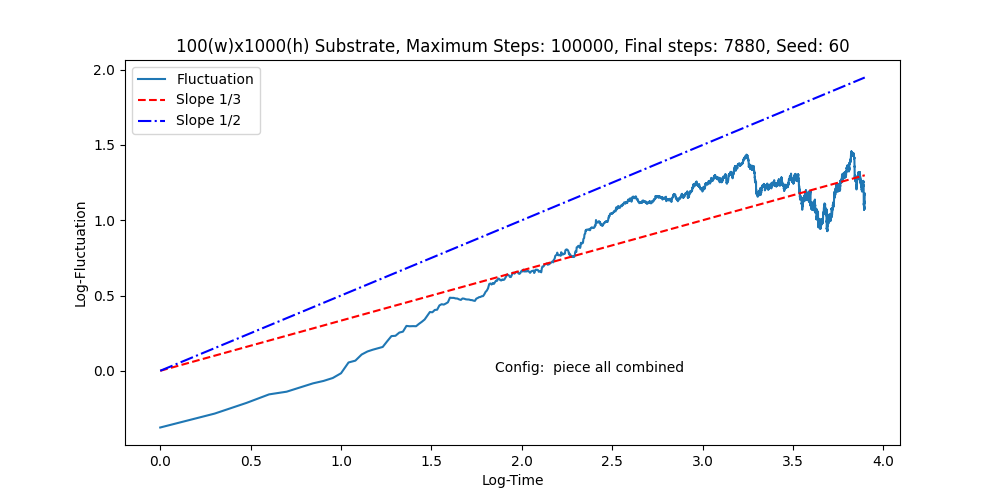 100(w)x1000(h) Substrate, Maximum Steps: 100000, Final steps: 7880, Seed: 60
Fluctuation
Slope 1/3
Slope 1/2
2.0
1.5
1.0
0.5
0.0
Log-Fluctuation
Config:  piece all combined
0.0 0.5 1.0 1.5 2.0 2.5 3.0 3.5 4.0
Log-Time